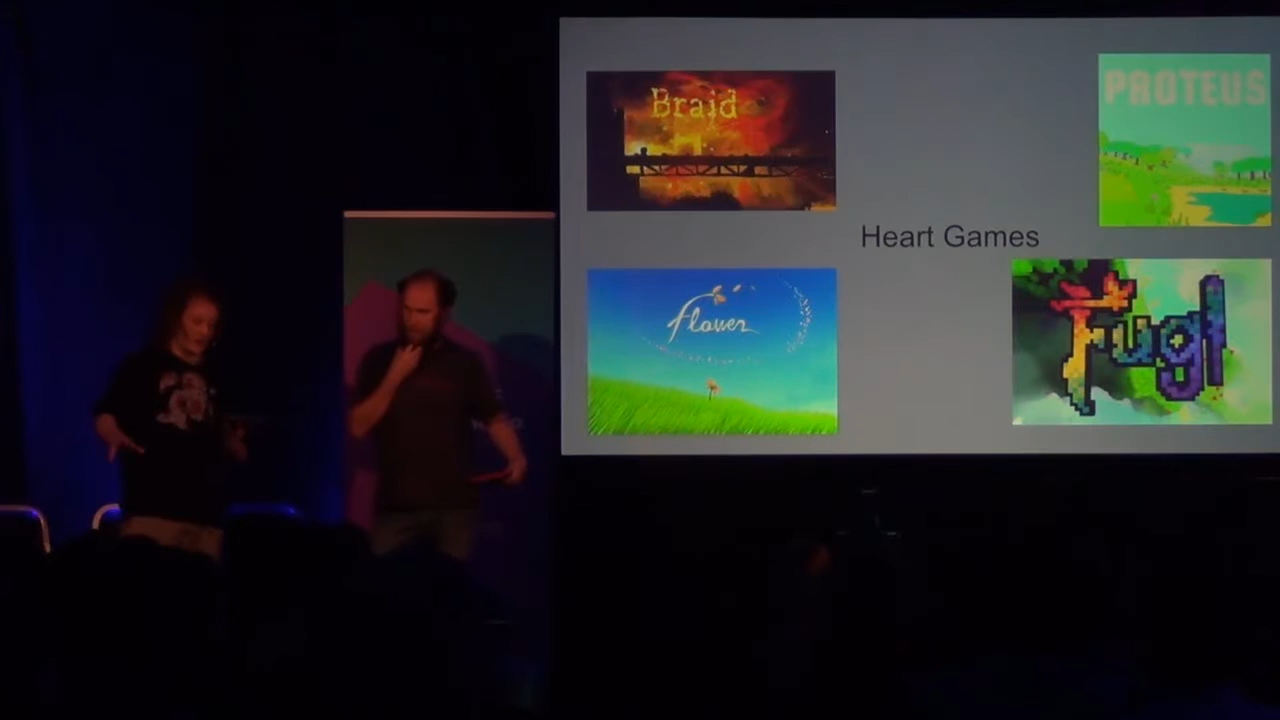 Braid
PROTEUS
Heart Games
flower
Fugl